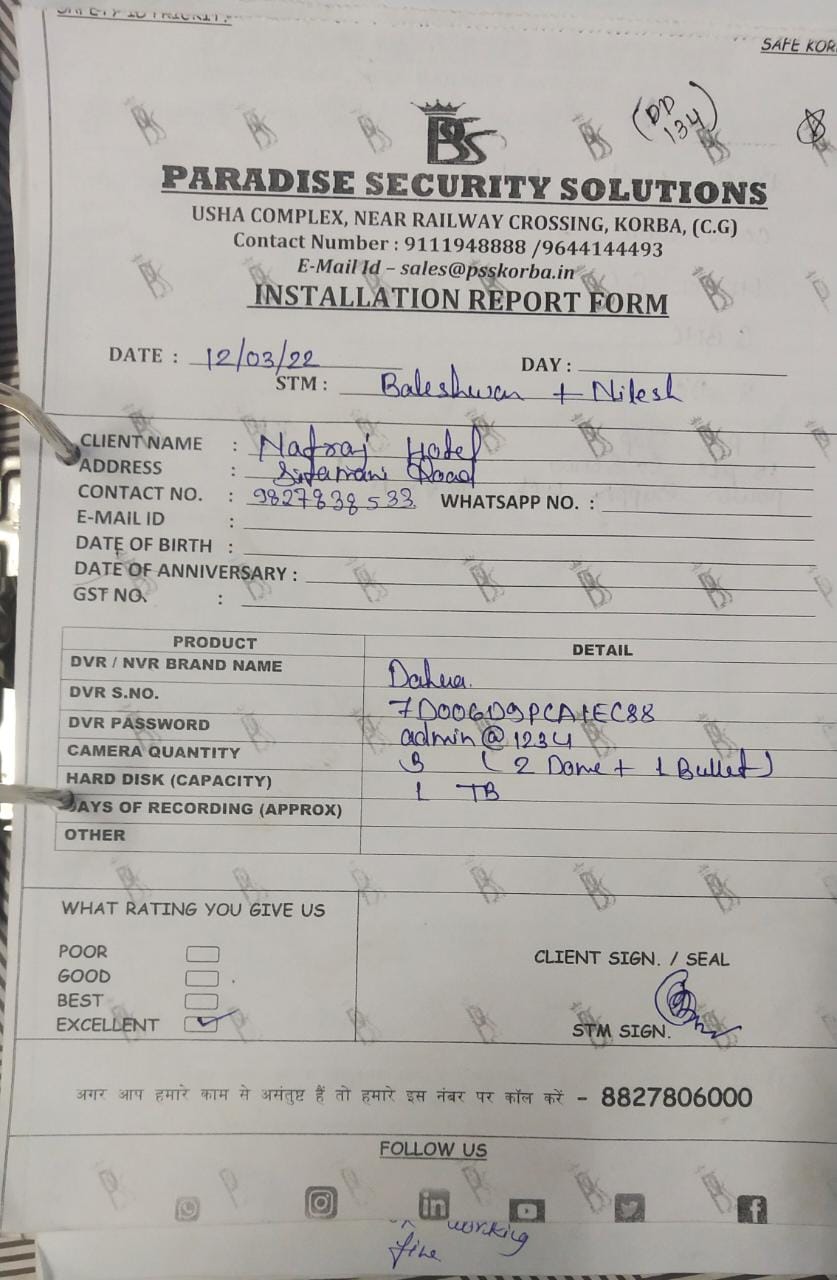 SAFETY IS PRIORITY.
SAFE KOR
(DD
134)
PSS
PARADISE SECURITY SOLUTIONS
USHA COMPLEX, NEAR RAILWAY CROSSING, KORBA, (C.G)
Contact Number : 9111948888 /9644144493
E-Mail Id – sales@psskorba.in
INSTALLATION REPORT FORM
DATE : 12/03/22 DAY :
STM : Baleshwar + Nilesh
CLIENT NAME : Natraj Hotel
ADDRESS : Sitamani Road
CONTACT NO. : 9827838533 WHATSAPP NO. :
E-MAIL ID :
DATE OF BIRTH :
DATE OF ANNIVERSARY :
GST NO. :
PRODUCT DETAIL
DVR / NVR BRAND NAME Dahua.
DVR S.NO. 7D006D9PCA1EC88
DVR PASSWORD admin@1234
CAMERA QUANTITY 3 (2 Dome + 1 Bullet)
HARD DISK (CAPACITY) 1 TB
DAYS OF RECORDING (APPROX)
OTHER
WHAT RATING YOU GIVE US
POOR
GOOD
BEST
EXCELLENT
CLIENT SIGN. / SEAL
STM SIGN.
अगर आप हमारे काम से असंतुष्ट हैं तो हमारे इस नंबर पर कॉल करें – 8827806000
FOLLOW US
working
fine